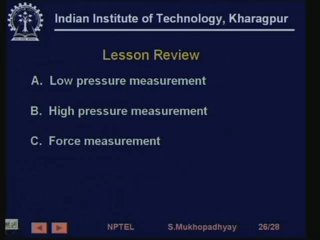 Indian Institute of Technology, Kharagpur
Lesson Review
A. Low pressure measurement
B. High pressure measurement
C. Force measurement
NPTEL S.Mukhopadhyay 26/28